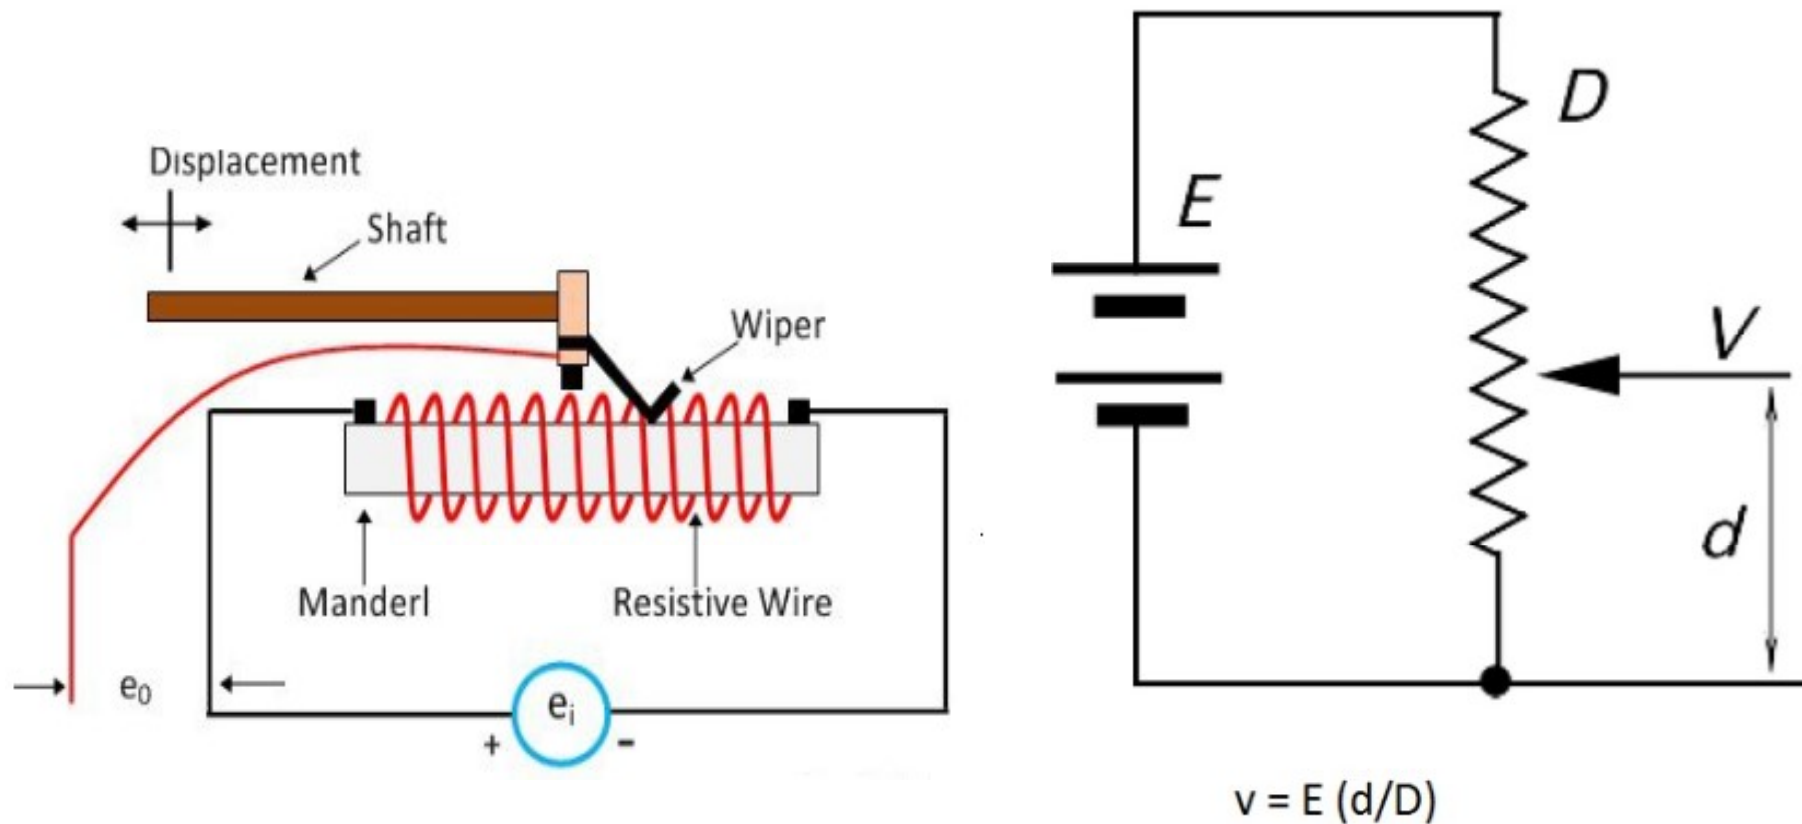 Displacement
Shaft
Wiper
Manderl
Resistive Wire
e₀
eᵢ
+
-
E
D
V
d
v = E (d/D)